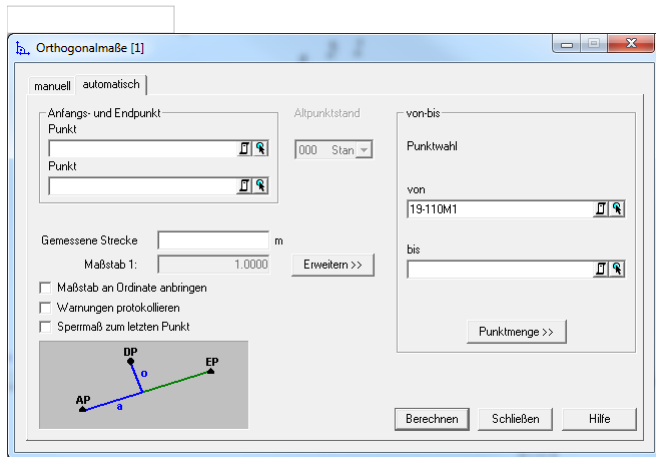 Orthogonalmaße [1]
manuell
automatisch
Anfangs- und Endpunkt
Punkt
Punkt
Altpunktstand
000 Stan
von-bis
Punktwahl
von
19-110M1
bis
Punktmenge >>
Gemessene Strecke
m
Maßstab 1:
1.0000
Erweitern >>
Maßstab an Ordinate anbringen
Warnungen protokollieren
Sperrmaß zum letzten Punkt
DP
o
EP
AP
a
Berechnen
Schließen
Hilfe